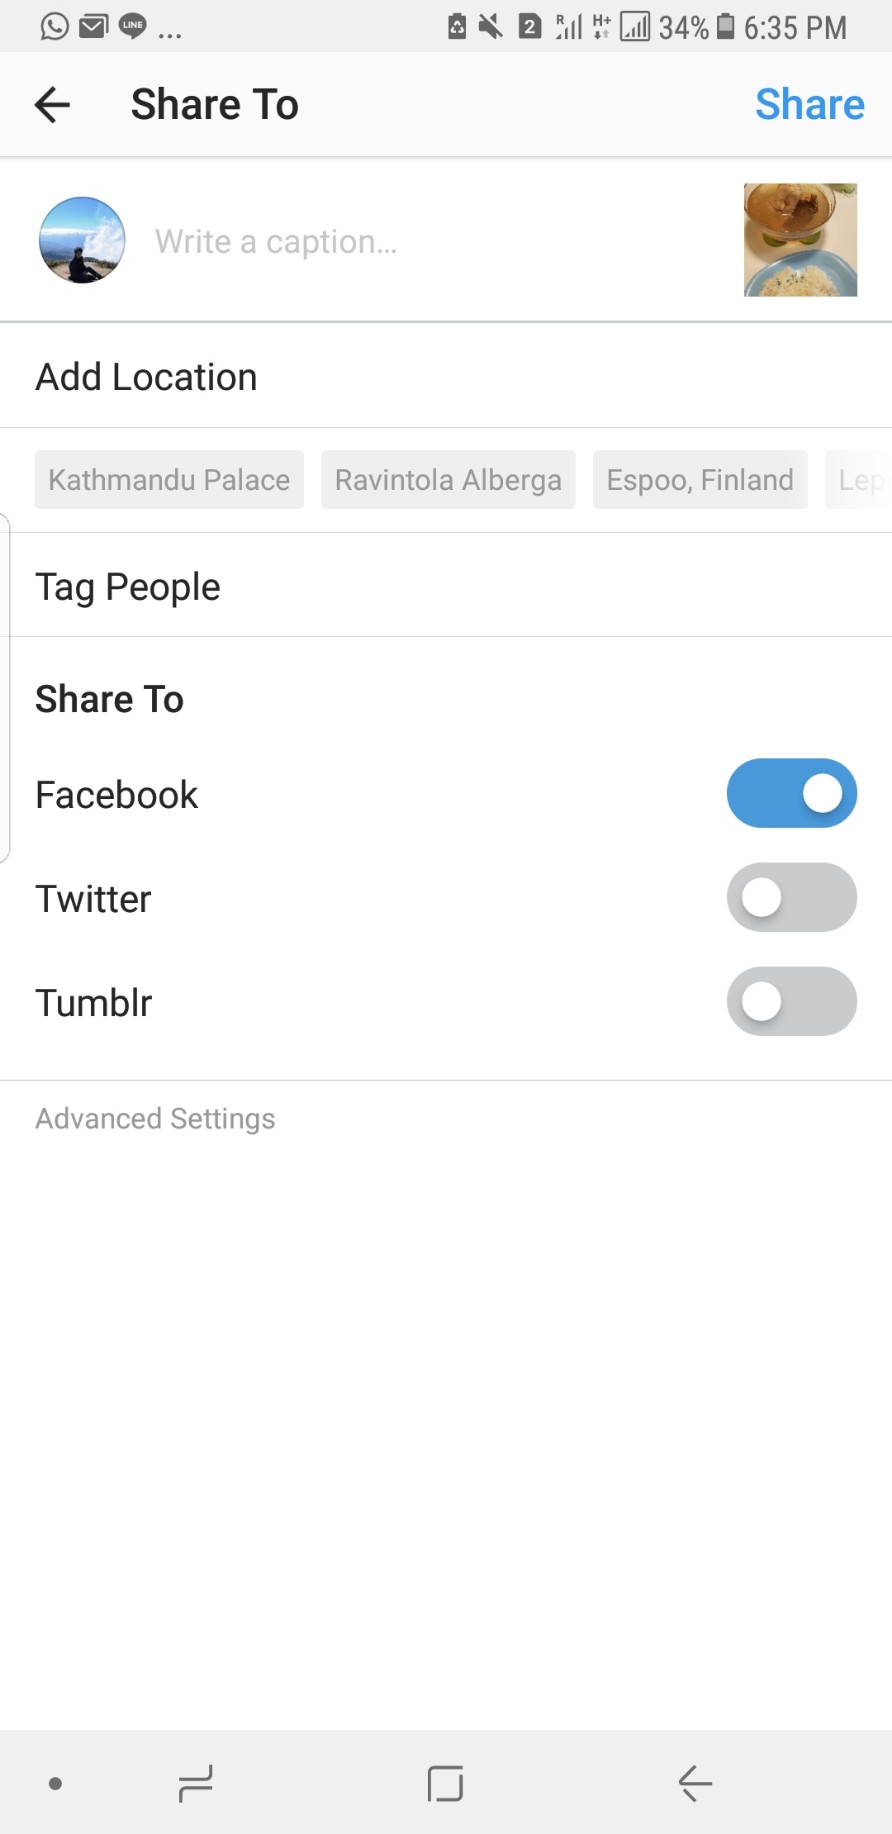 LINE ... 2 R H+ 34% 6:35 PM
Share To Share
Write a caption...
Add Location
Kathmandu Palace Ravintola Alberga Espoo, Finland Lep
Tag People
Share To
Facebook
Twitter
Tumblr
Advanced Settings